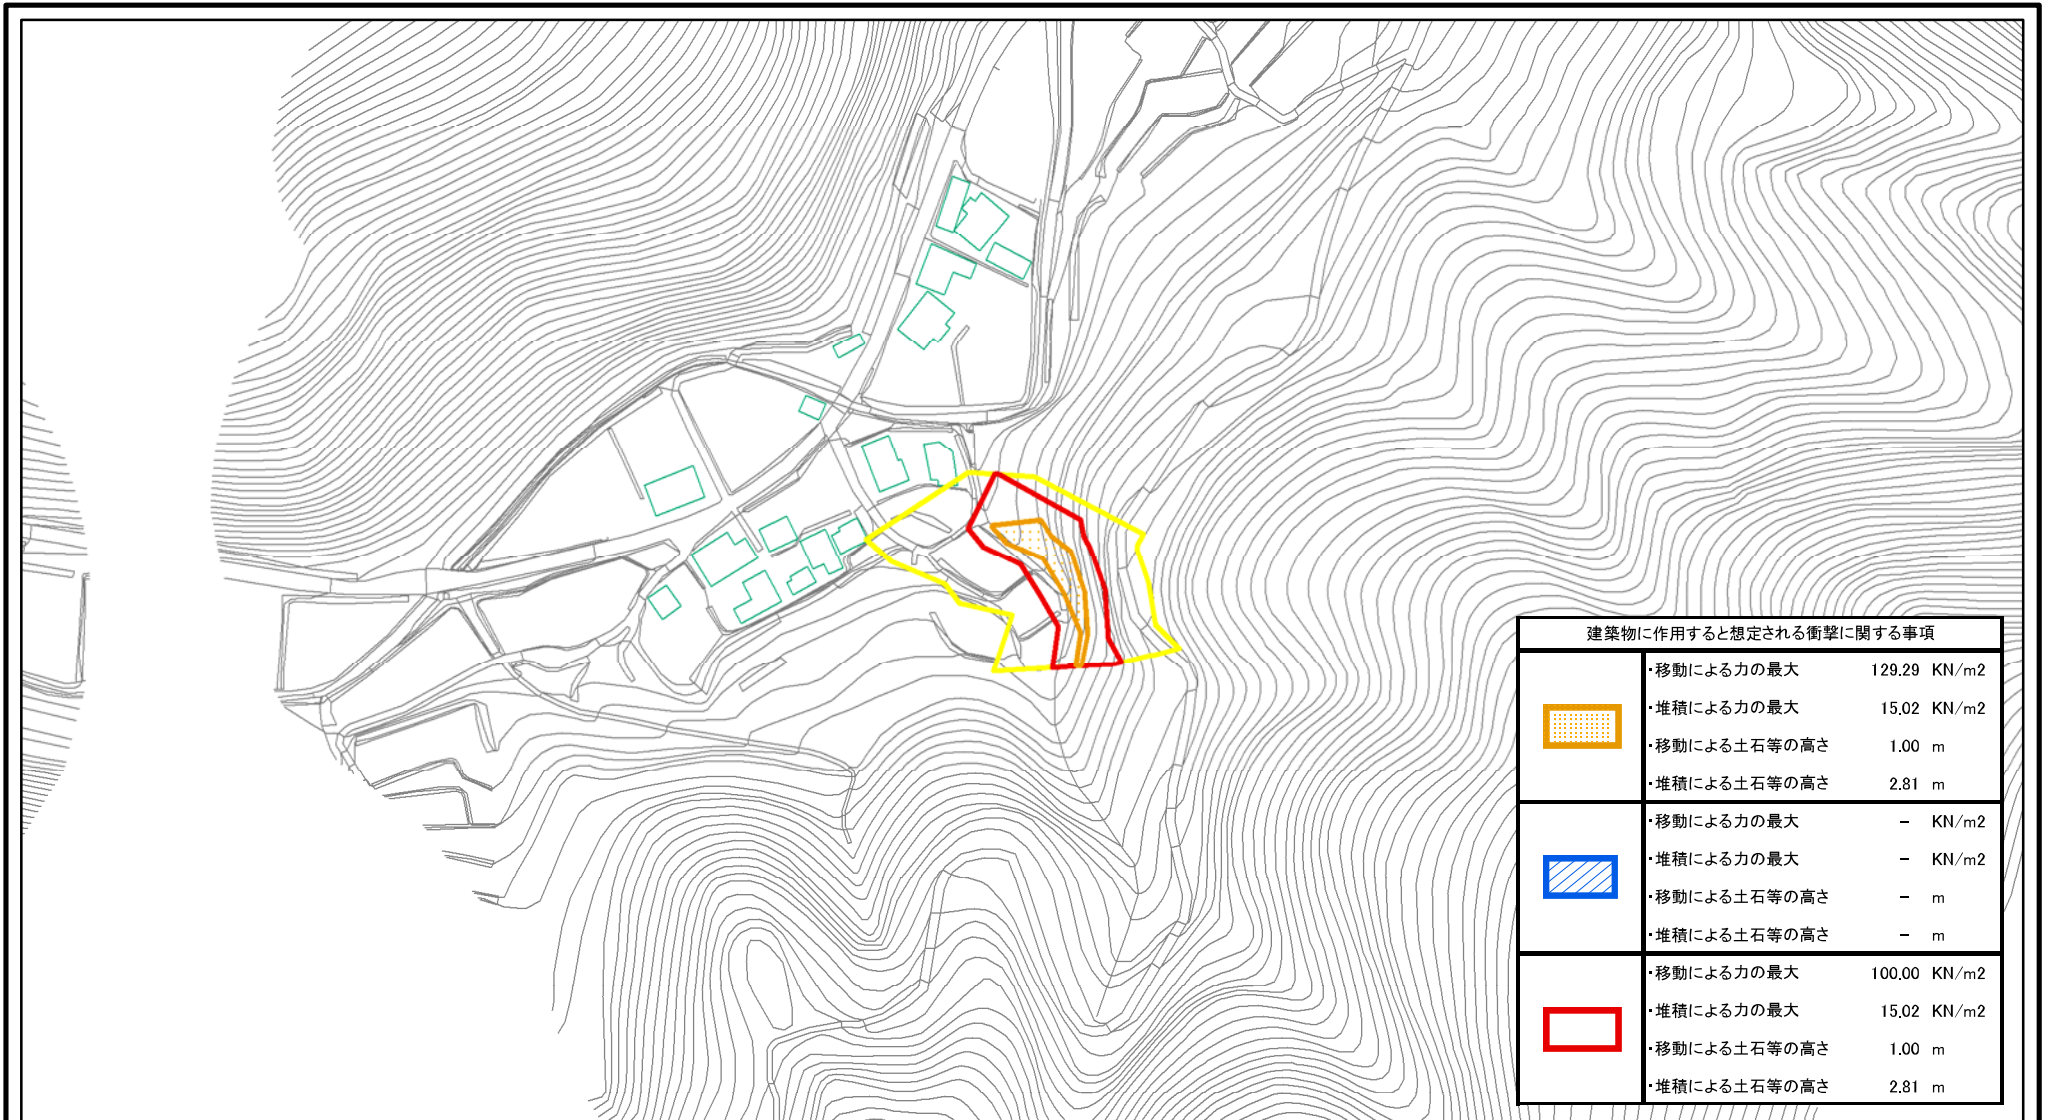 建築物に作用すると想定される衝撃に関する事項
・移動による力の最大 129.29 KN/m2
・堆積による力の最大 15.02 KN/m2
・移動による土石等の高さ 1.00 m
・堆積による土石等の高さ 2.81 m
・移動による力の最大 - KN/m2
・堆積による力の最大 - KN/m2
・移動による土石等の高さ - m
・堆積による土石等の高さ - m
・移動による力の最大 100.00 KN/m2
・堆積による力の最大 15.02 KN/m2
・移動による土石等の高さ 1.00 m
・堆積による土石等の高さ 2.81 m